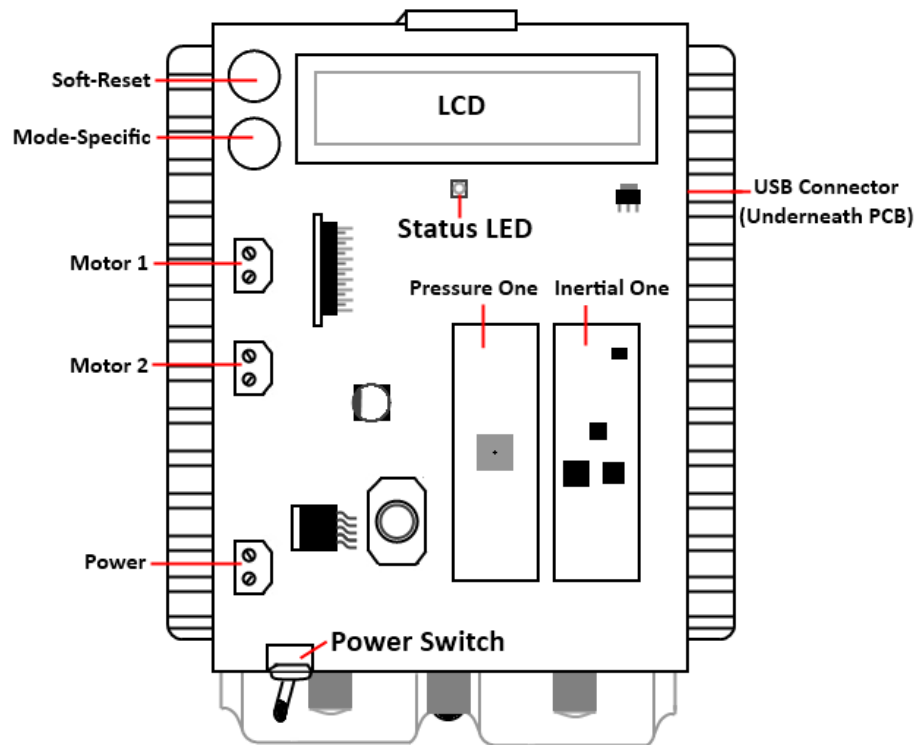 Soft-Reset
LCD
Mode-Specific
USB Connector
(Underneath PCB)
Status LED
Motor 1
Pressure One
Inertial One
Motor 2
Power
Power Switch